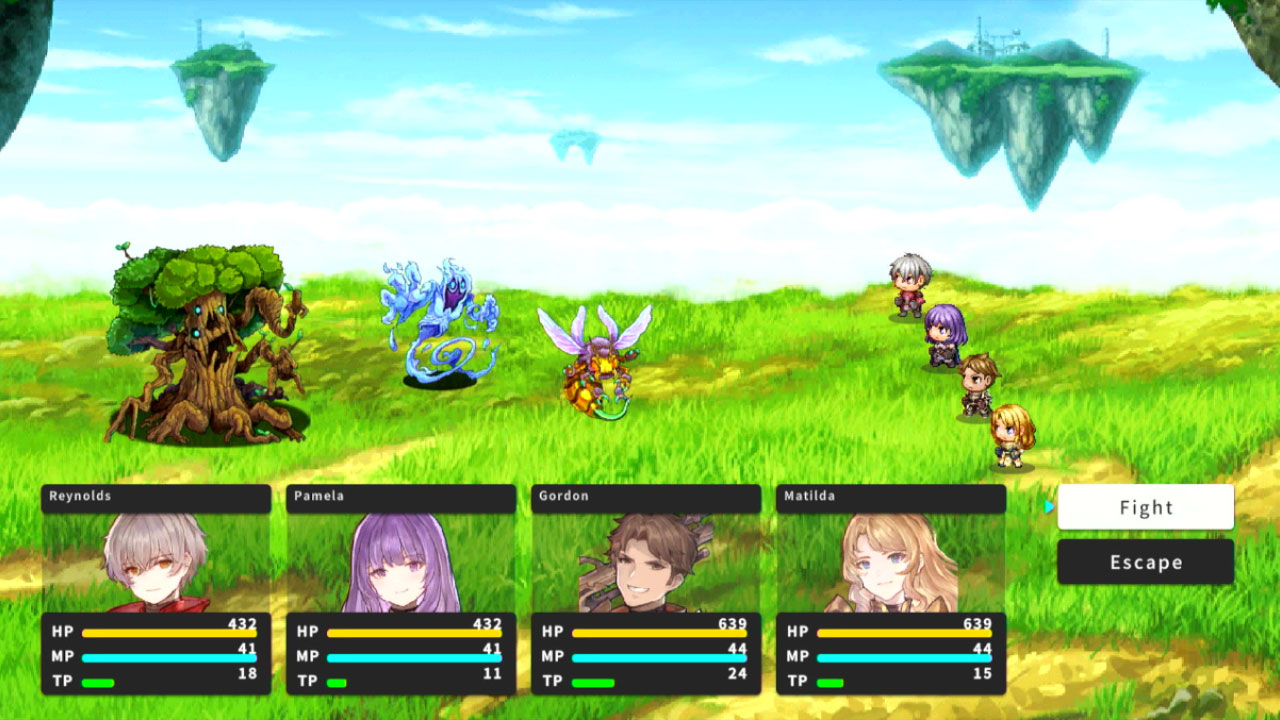 Reynolds
HP 432
MP 41
TP 18
Pamela
HP 432
MP 41
TP 11
Gordon
HP 639
MP 44
TP 24
Matilda
HP 639
MP 44
TP 15
Fight
Escape